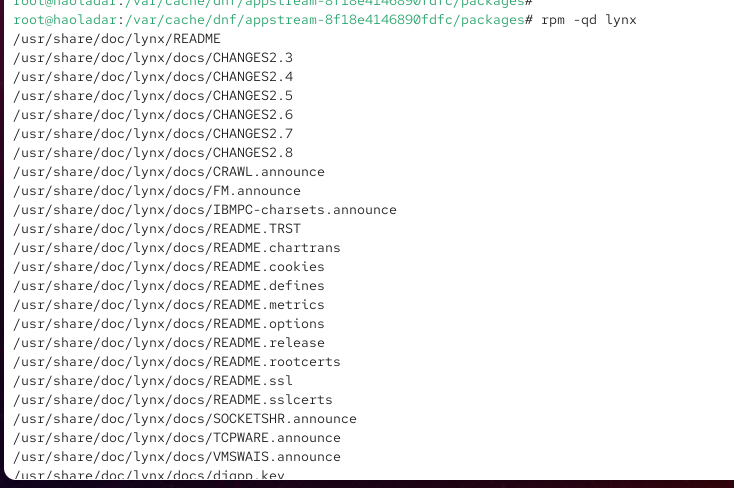 root@haoladar:/var/cache/dnf/appstream-8f18e4146890fdfc/packages#
root@haoladar:/var/cache/dnf/appstream-8f18e4146890fdfc/packages# rpm -qd lynx
/usr/share/doc/lynx/README
/usr/share/doc/lynx/docs/CHANGES2.3
/usr/share/doc/lynx/docs/CHANGES2.4
/usr/share/doc/lynx/docs/CHANGES2.5
/usr/share/doc/lynx/docs/CHANGES2.6
/usr/share/doc/lynx/docs/CHANGES2.7
/usr/share/doc/lynx/docs/CHANGES2.8
/usr/share/doc/lynx/docs/CRAWL.announce
/usr/share/doc/lynx/docs/FM.announce
/usr/share/doc/lynx/docs/IBMPC-charsets.announce
/usr/share/doc/lynx/docs/README.TRST
/usr/share/doc/lynx/docs/README.chartrans
/usr/share/doc/lynx/docs/README.cookies
/usr/share/doc/lynx/docs/README.defines
/usr/share/doc/lynx/docs/README.metrics
/usr/share/doc/lynx/docs/README.options
/usr/share/doc/lynx/docs/README.release
/usr/share/doc/lynx/docs/README.rootcerts
/usr/share/doc/lynx/docs/README.ssl
/usr/share/doc/lynx/docs/README.sslcerts
/usr/share/doc/lynx/docs/SOCKETSHR.announce
/usr/share/doc/lynx/docs/TCPWARE.announce
/usr/share/doc/lynx/docs/VMSWAIS.announce
/usr/share/doc/lynx/docs/djgpp.key